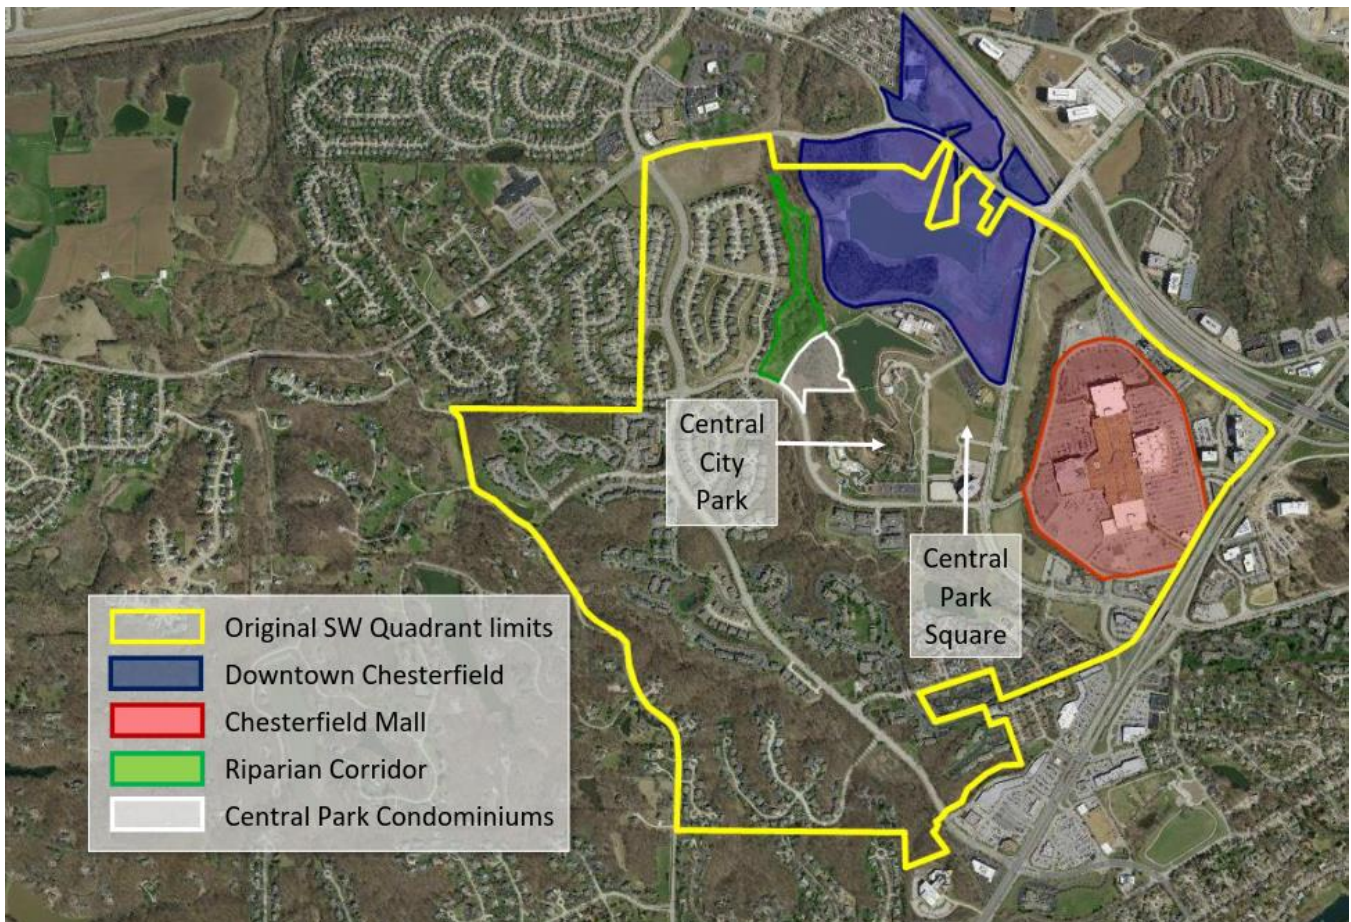 Central
City
Park
Central
Park
Square
Original SW Quadrant limits
Downtown Chesterfield
Chesterfield Mall
Riparian Corridor
Central Park Condominiums